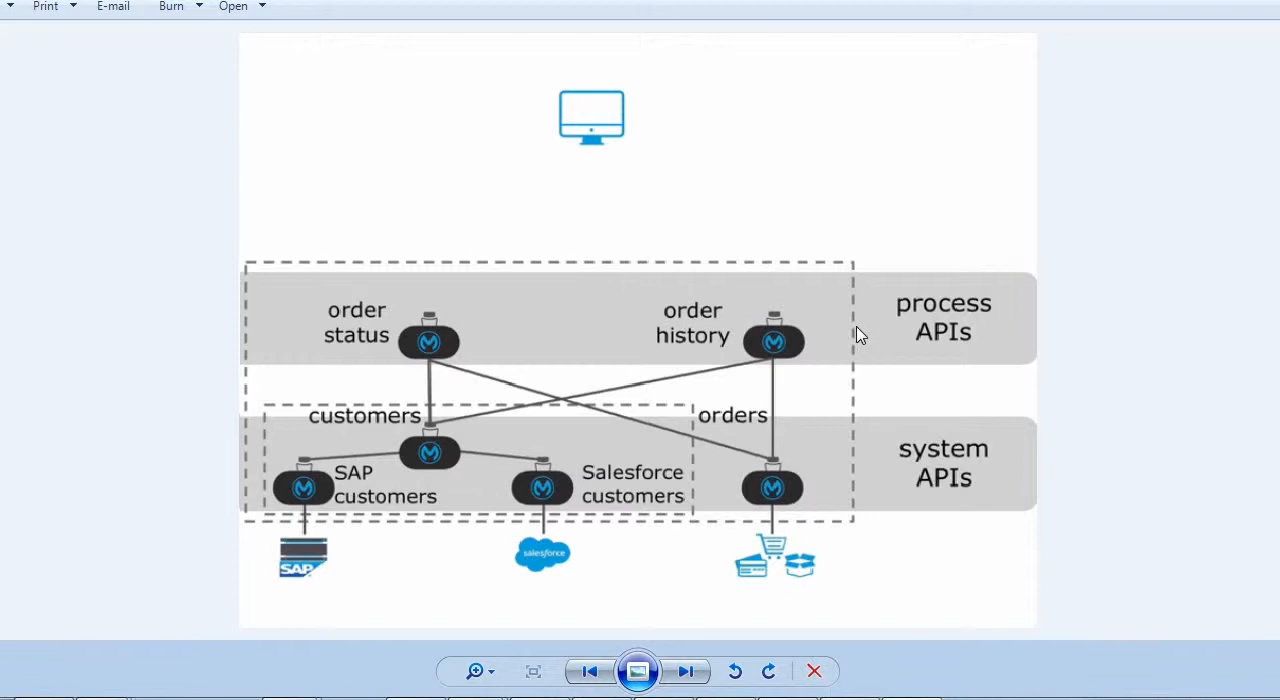 Print
E-mail
Burn
Open
order
status
order
history
process
APIs
customers
orders
SAP
customers
Salesforce
customers
system
APIs
SAP
salesforce